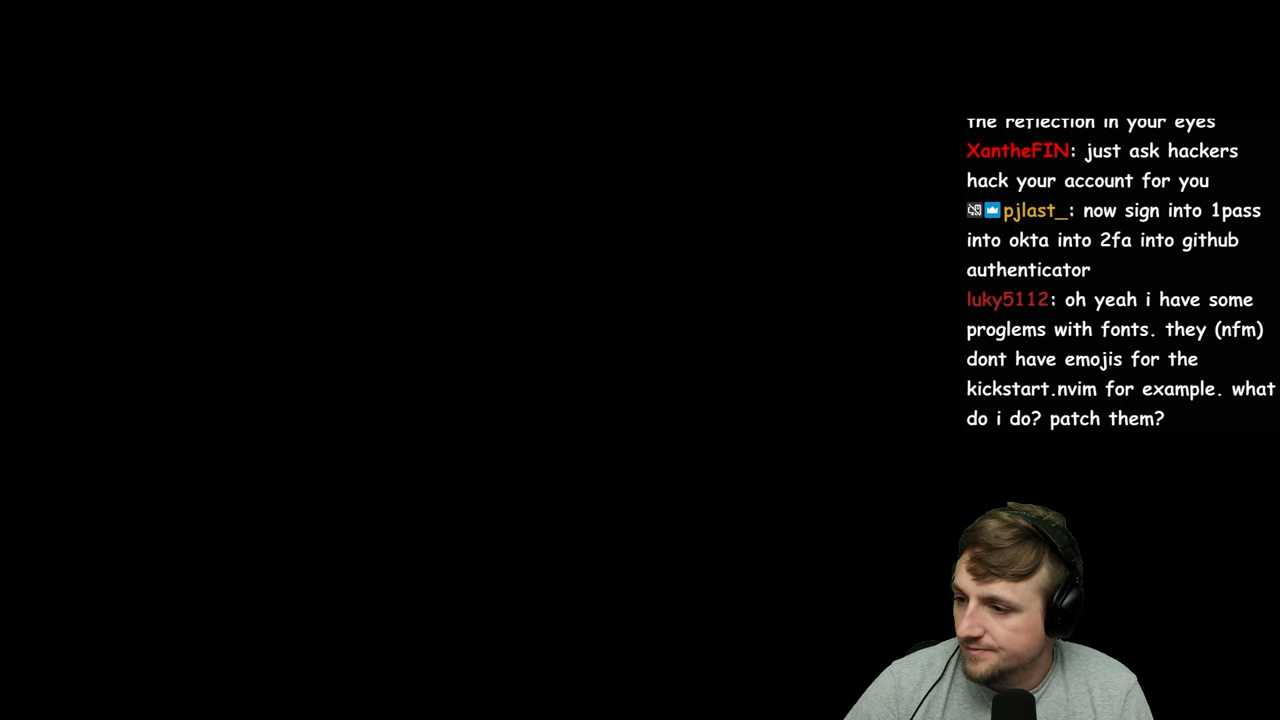 the reflection in your eyes
XantheFIN: just ask hackers
hack your account for you
pjlast_: now sign into 1pass
into okta into 2fa into github
authenticator
luky5112: oh yeah i have some
proglems with fonts. they (nfm)
dont have emojis for the
kickstart.nvim for example. what
do i do? patch them?